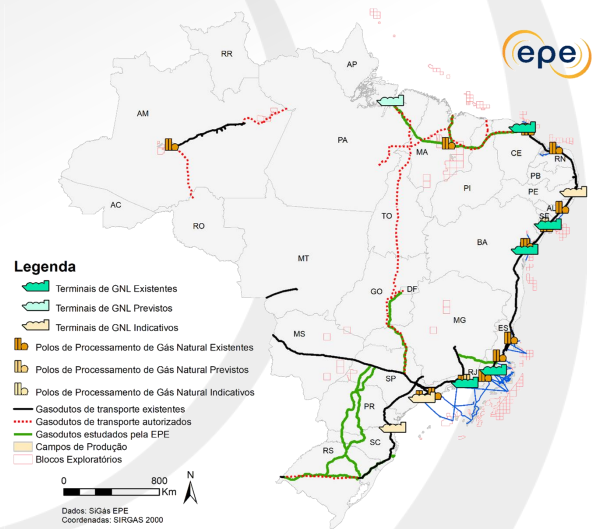 epe
RR
AP
AM
PA
MA
CE
RN
PB
PE
PI
AL
SE
AC
RO
TO
BA
MT
GO
DF
MG
ES
MS
SP
RJ
PR
SC
RS
Legenda
Terminais de GNL Existentes
Terminais de GNL Previstos
Terminais de GNL Indicativos
Polos de Processamento de Gás Natural Existentes
Polos de Processamento de Gás Natural Previstos
Polos de Processamento de Gás Natural Indicativos
Gasodutos de transporte existentes
Gasodutos de transporte autorizados
Gasodutos estudados pela EPE
Campos de Produção
Blocos Exploratórios
0 800
Km
N
Dados: SiGás EPE
Coordenadas: SIRGAS 2000